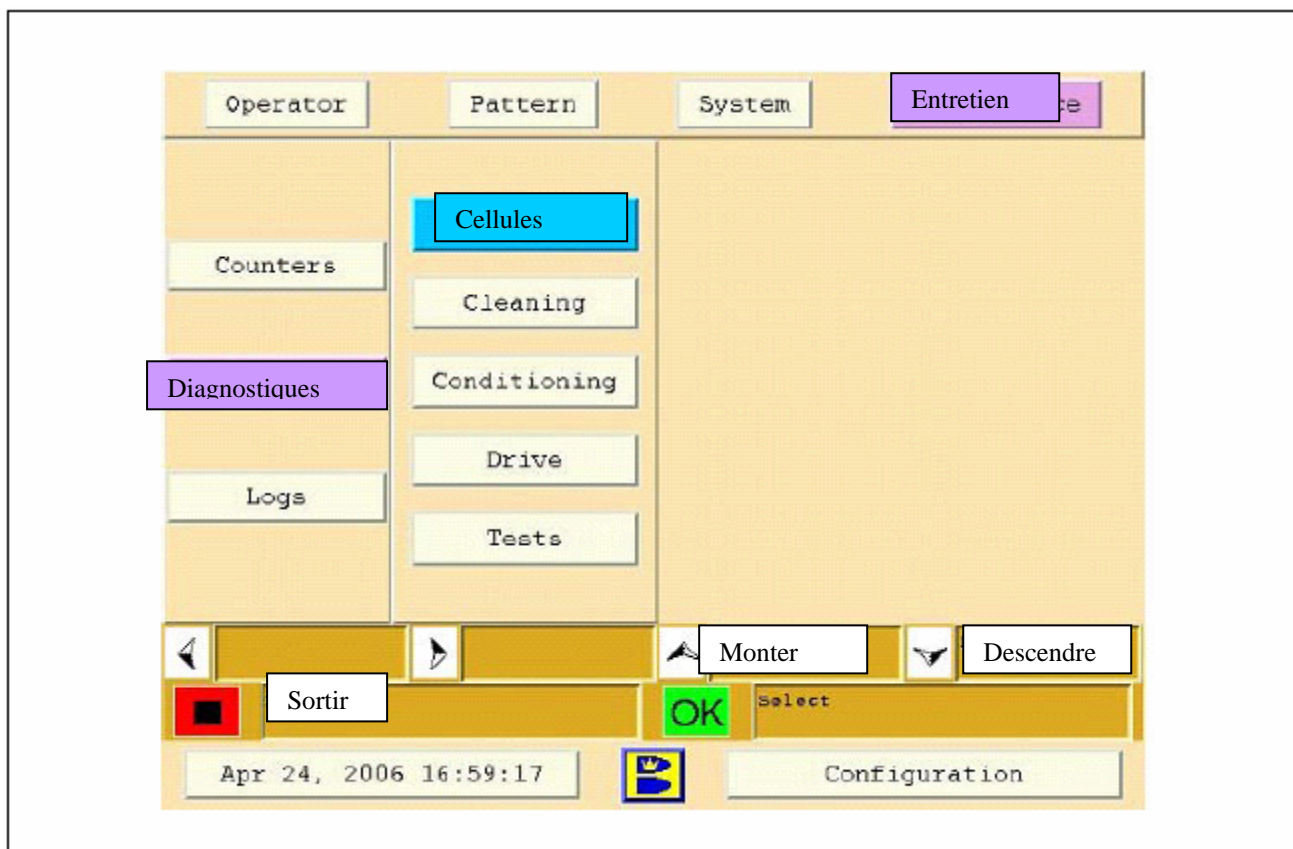 Operator
Pattern
System
Entretien
Cellules
Counters
Cleaning
Diagnostiques
Conditioning
Drive
Logs
Tests
Monter
Descendre
Sortir
OK
Select
Apr 24, 2006 16:59:17
Configuration